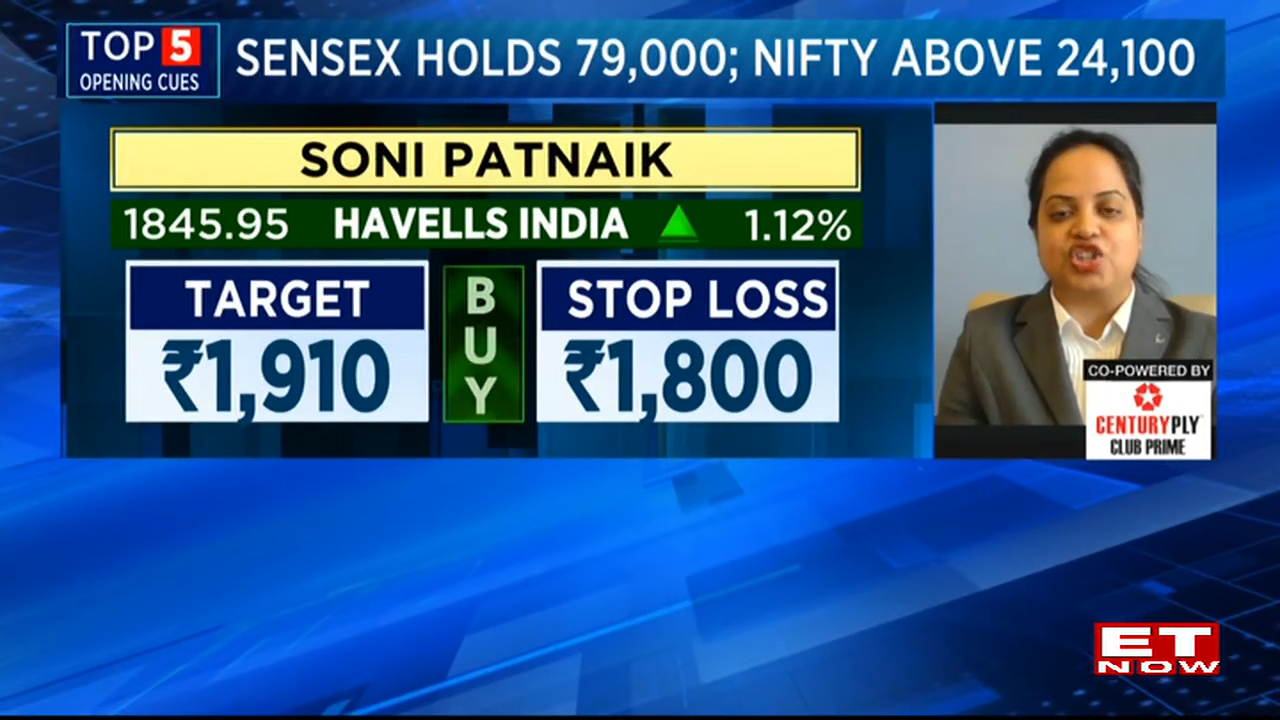 TOP 5
OPENING CUES
SENSEX HOLDS 79,000; NIFTY ABOVE 24,100
SONI PATNAIK
1845.95 HAVELLS INDIA 1.12%
TARGET
₹1,910
BUY
STOP LOSS
₹1,800
CO-POWERED BY
CENTURYPLY
CLUB PRIME
ET
NOW